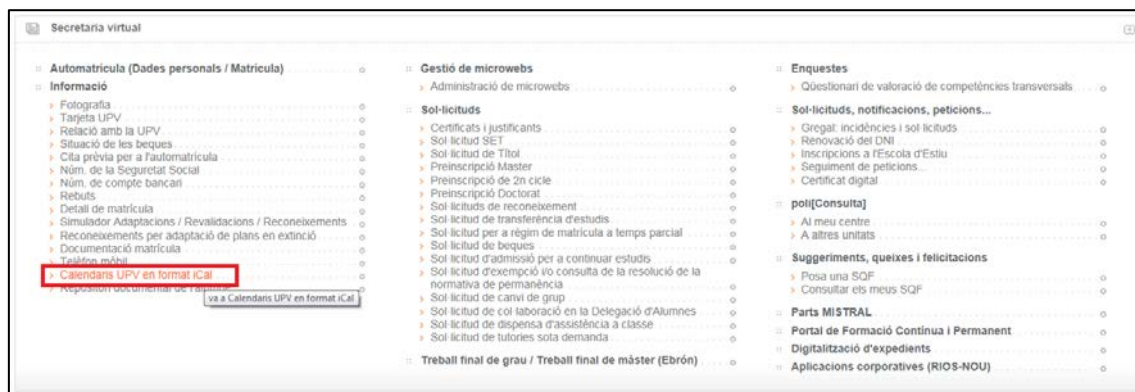 Secretaria virtual
Automatrícula (Dades personals / Matrícula)
Informació
Fotografia
Tarjeta UPV
Relació amb la UPV
Situació de les beques
Cita prèvia per a l'automatrícula
Núm. de la Seguretat Social
Núm. de compte bancari
Rebuts
Detall de matrícula
Simulador Adaptacions / Revalidacions / Reconeixements
Reconeixements per adaptació de plans en extinció
Documentació matrícula
Telèfon mòbil
Calendaris UPV en format iCal
va a Calendaris UPV en format iCal
Gestió de microwebs
Administració de microwebs
Sol·licituds
Certificats i justificants
Sol·licitud SET
Sol·licitud de Títol
Preinscripció Master
Preinscripció de 2n cicle
Preinscripció Doctorat
Sol·licituds de reconeixement
Sol·licitud de transferència d'estudis
Sol·licitud per a règim de matrícula a temps parcial
Sol·licitud de beques
Sol·licitud d'admissió per a continuar estudis
Sol·licitud d'exempció i/o consulta de la resolució de la
normativa de permanència
Sol·licitud de canvi de grup
Sol·licitud de col·laboració en la Delegació d'Alumnes
Sol·licitud de dispensa d'assistència a classe
Sol·licitud de tutories sota demanda
Treball final de grau / Treball final de màster (Ebrón)
Enquestes
Qüestionari de valoració de competències transversals
Sol·licituds, notificacions, peticions...
Gregal: incidències i sol·licituds
Renovació del DNI
Inscripcions a l'Escola d'Estiu
Seguiment de peticions...
Certificat digital
poli[Consulta]
Al meu centre
A altres unitats
Suggeriments, queixes i felicitacions
Posa una SQF
Consultar els meus SQF
Parts MISTRAL
Portal de Formació Contínua i Permanent
Digitalització d'expedients
Aplicacions corporatives (RIOS-NOU)